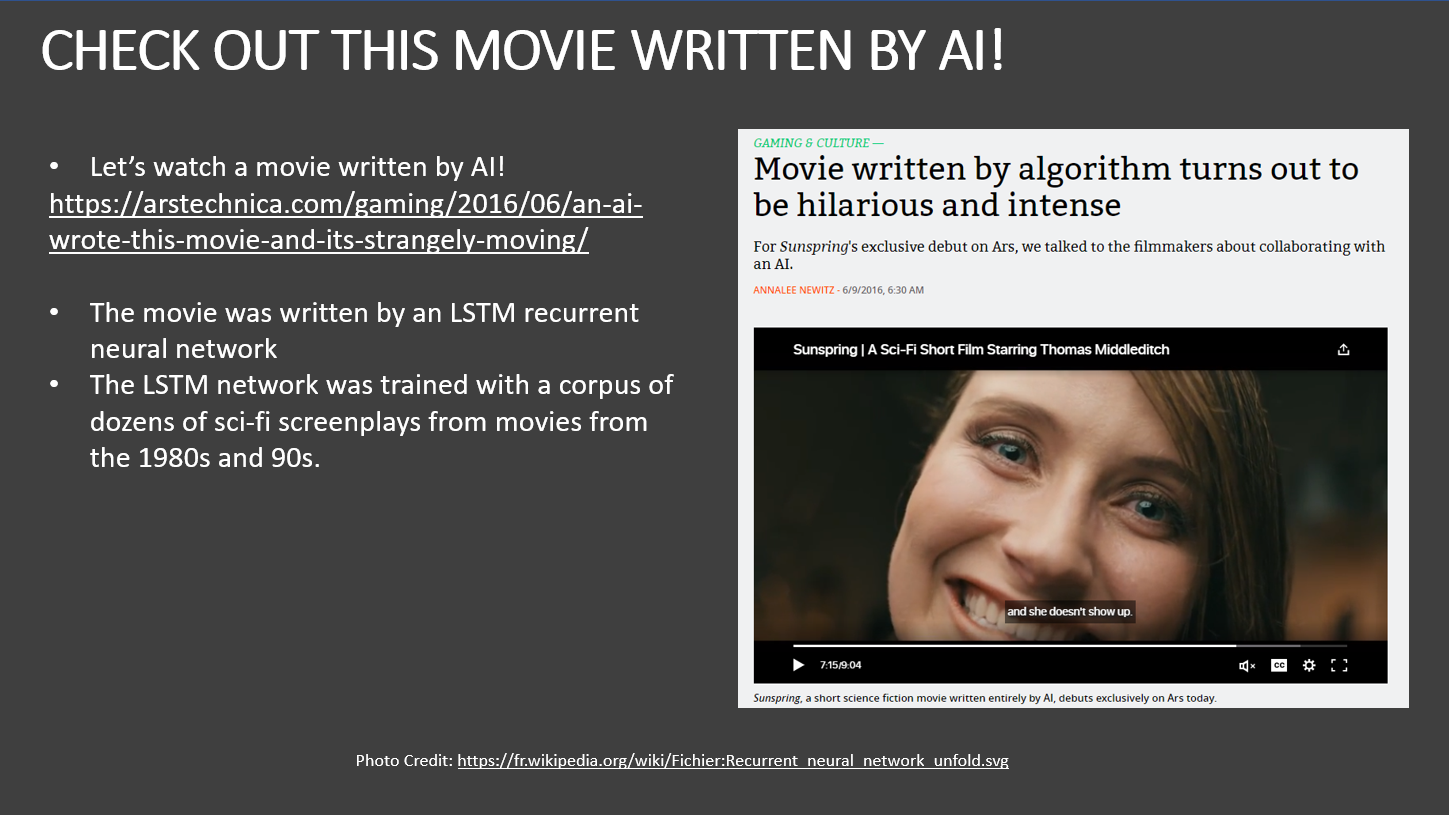 CHECK OUT THIS MOVIE WRITTEN BY AI!
• Let’s watch a movie written by AI!
https://arstechnica.com/gaming/2016/06/an-ai-
wrote-this-movie-and-its-strangely-moving/
• The movie was written by an LSTM recurrent
neural network
• The LSTM network was trained with a corpus of
dozens of sci-fi screenplays from movies from
the 1980s and 90s.
GAMING & CULTURE —
Movie written by algorithm turns out to
be hilarious and intense
For Sunspring's exclusive debut on Ars, we talked to the filmmakers about collaborating with
an AI.
ANNALEE NEWITZ - 6/9/2016, 6:30 AM
Sunspring | A Sci-Fi Short Film Starring Thomas Middleditch
and she doesn't show up.
7:15/9:04
CC
Sunspring, a short science fiction movie written entirely by AI, debuts exclusively on Ars today.
Photo Credit: https://fr.wikipedia.org/wiki/Fichier:Recurrent_neural_network_unfold.svg